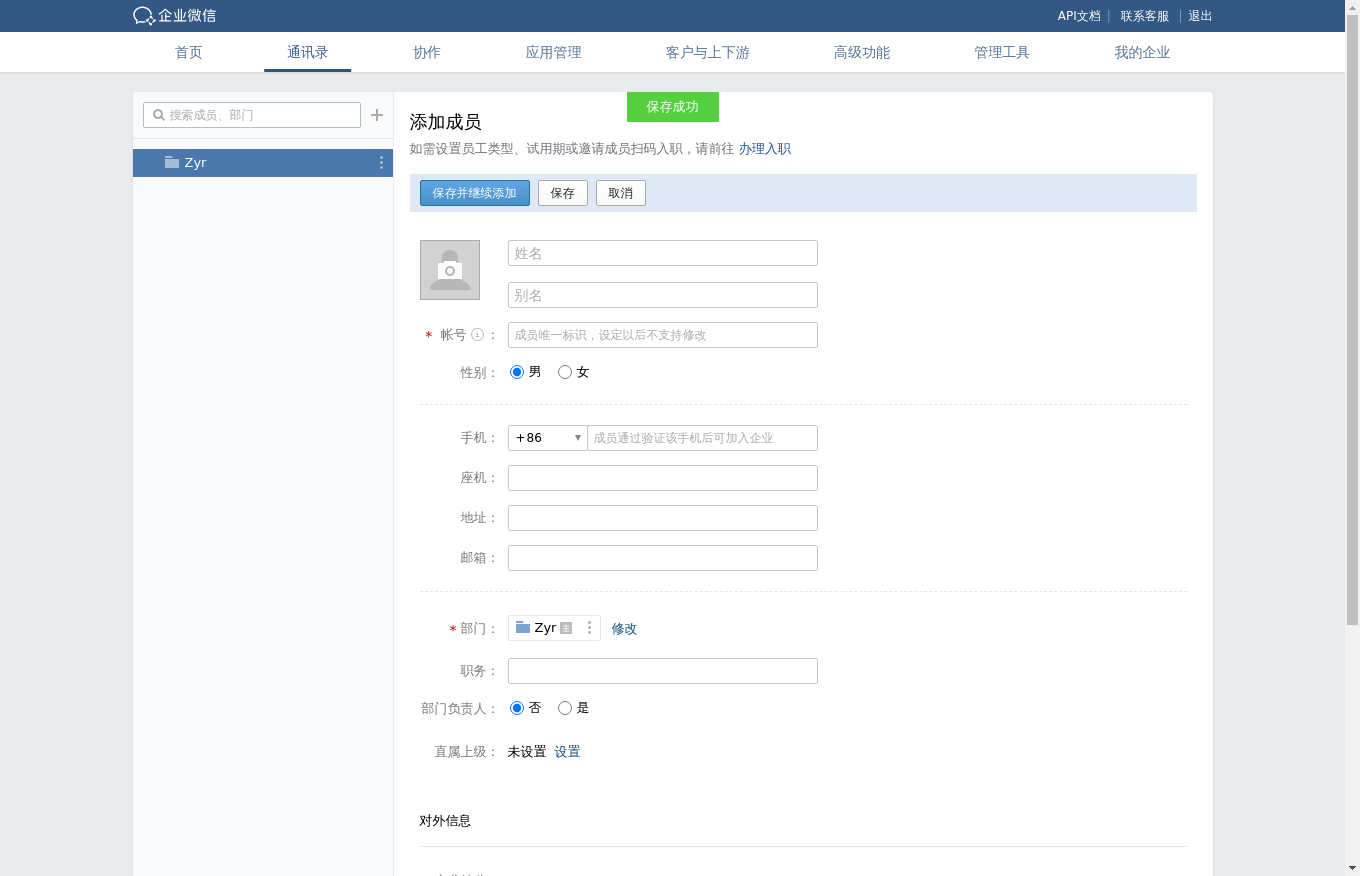 企业微信
API文档 | 联系客服 | 退出
首页 通讯录 协作 应用管理 客户与上下游 高级功能 管理工具 我的企业
搜索成员、部门
Zyr
保存成功
添加成员
如需设置员工类型、试用期或邀请成员扫码入职，请前往 办理入职
保存并继续添加 保存 取消
姓名
别名
* 帐号 ： 成员唯一标识，设定以后不支持修改
性别： 男 女
手机： +86 成员通过验证该手机后可加入企业
座机：
地址：
邮箱：
* 部门： Zyr 主 修改
职务：
部门负责人： 否 是
直属上级： 未设置 设置
对外信息